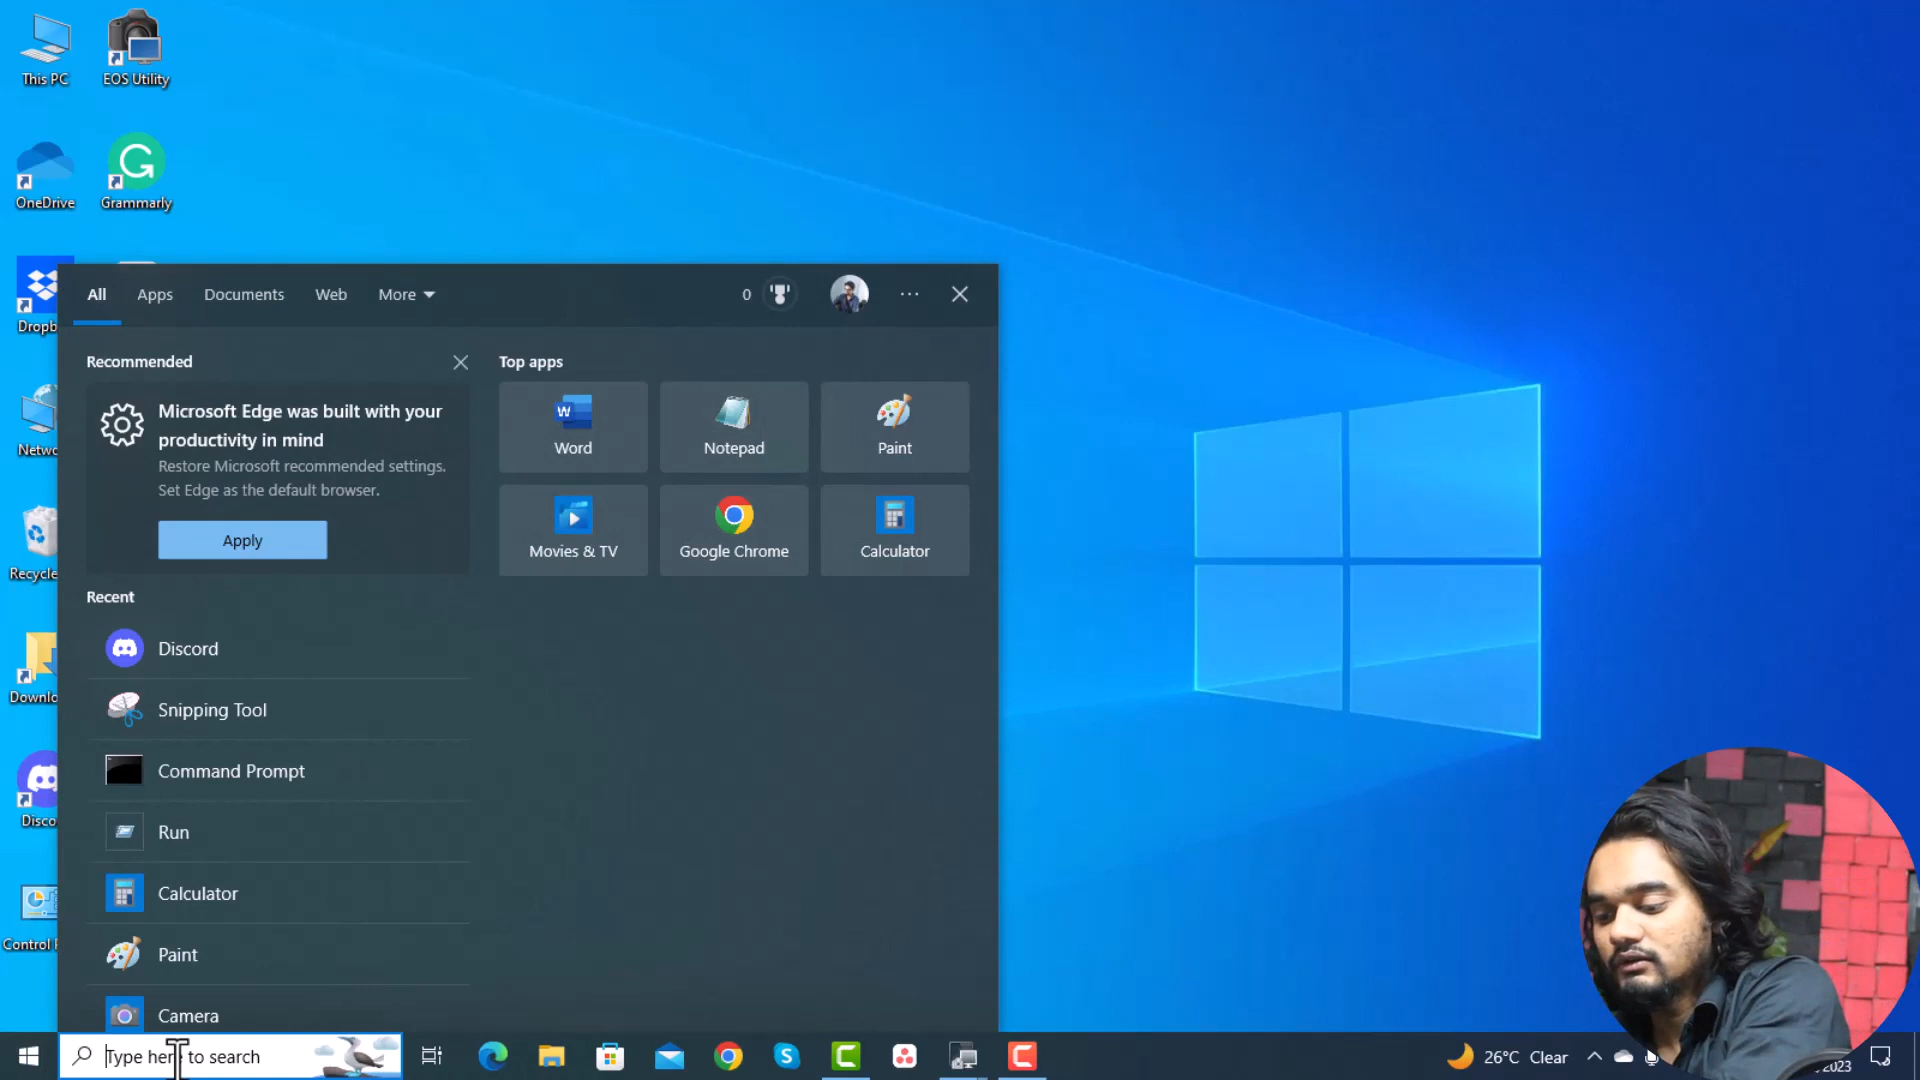 This PC
EOS Utility
OneDrive
Grammarly
Dropb
Netwo
Recycle
Downlo
Disco
Control P
All
Apps
Documents
Web
More
0
Recommended
Microsoft Edge was built with your
productivity in mind
Restore Microsoft recommended settings.
Set Edge as the default browser.
Apply
Top apps
Word
Notepad
Paint
Movies & TV
Google Chrome
Calculator
Recent
Discord
Snipping Tool
Command Prompt
Run
Calculator
Paint
Camera
Type here to search
26°C Clear
2023